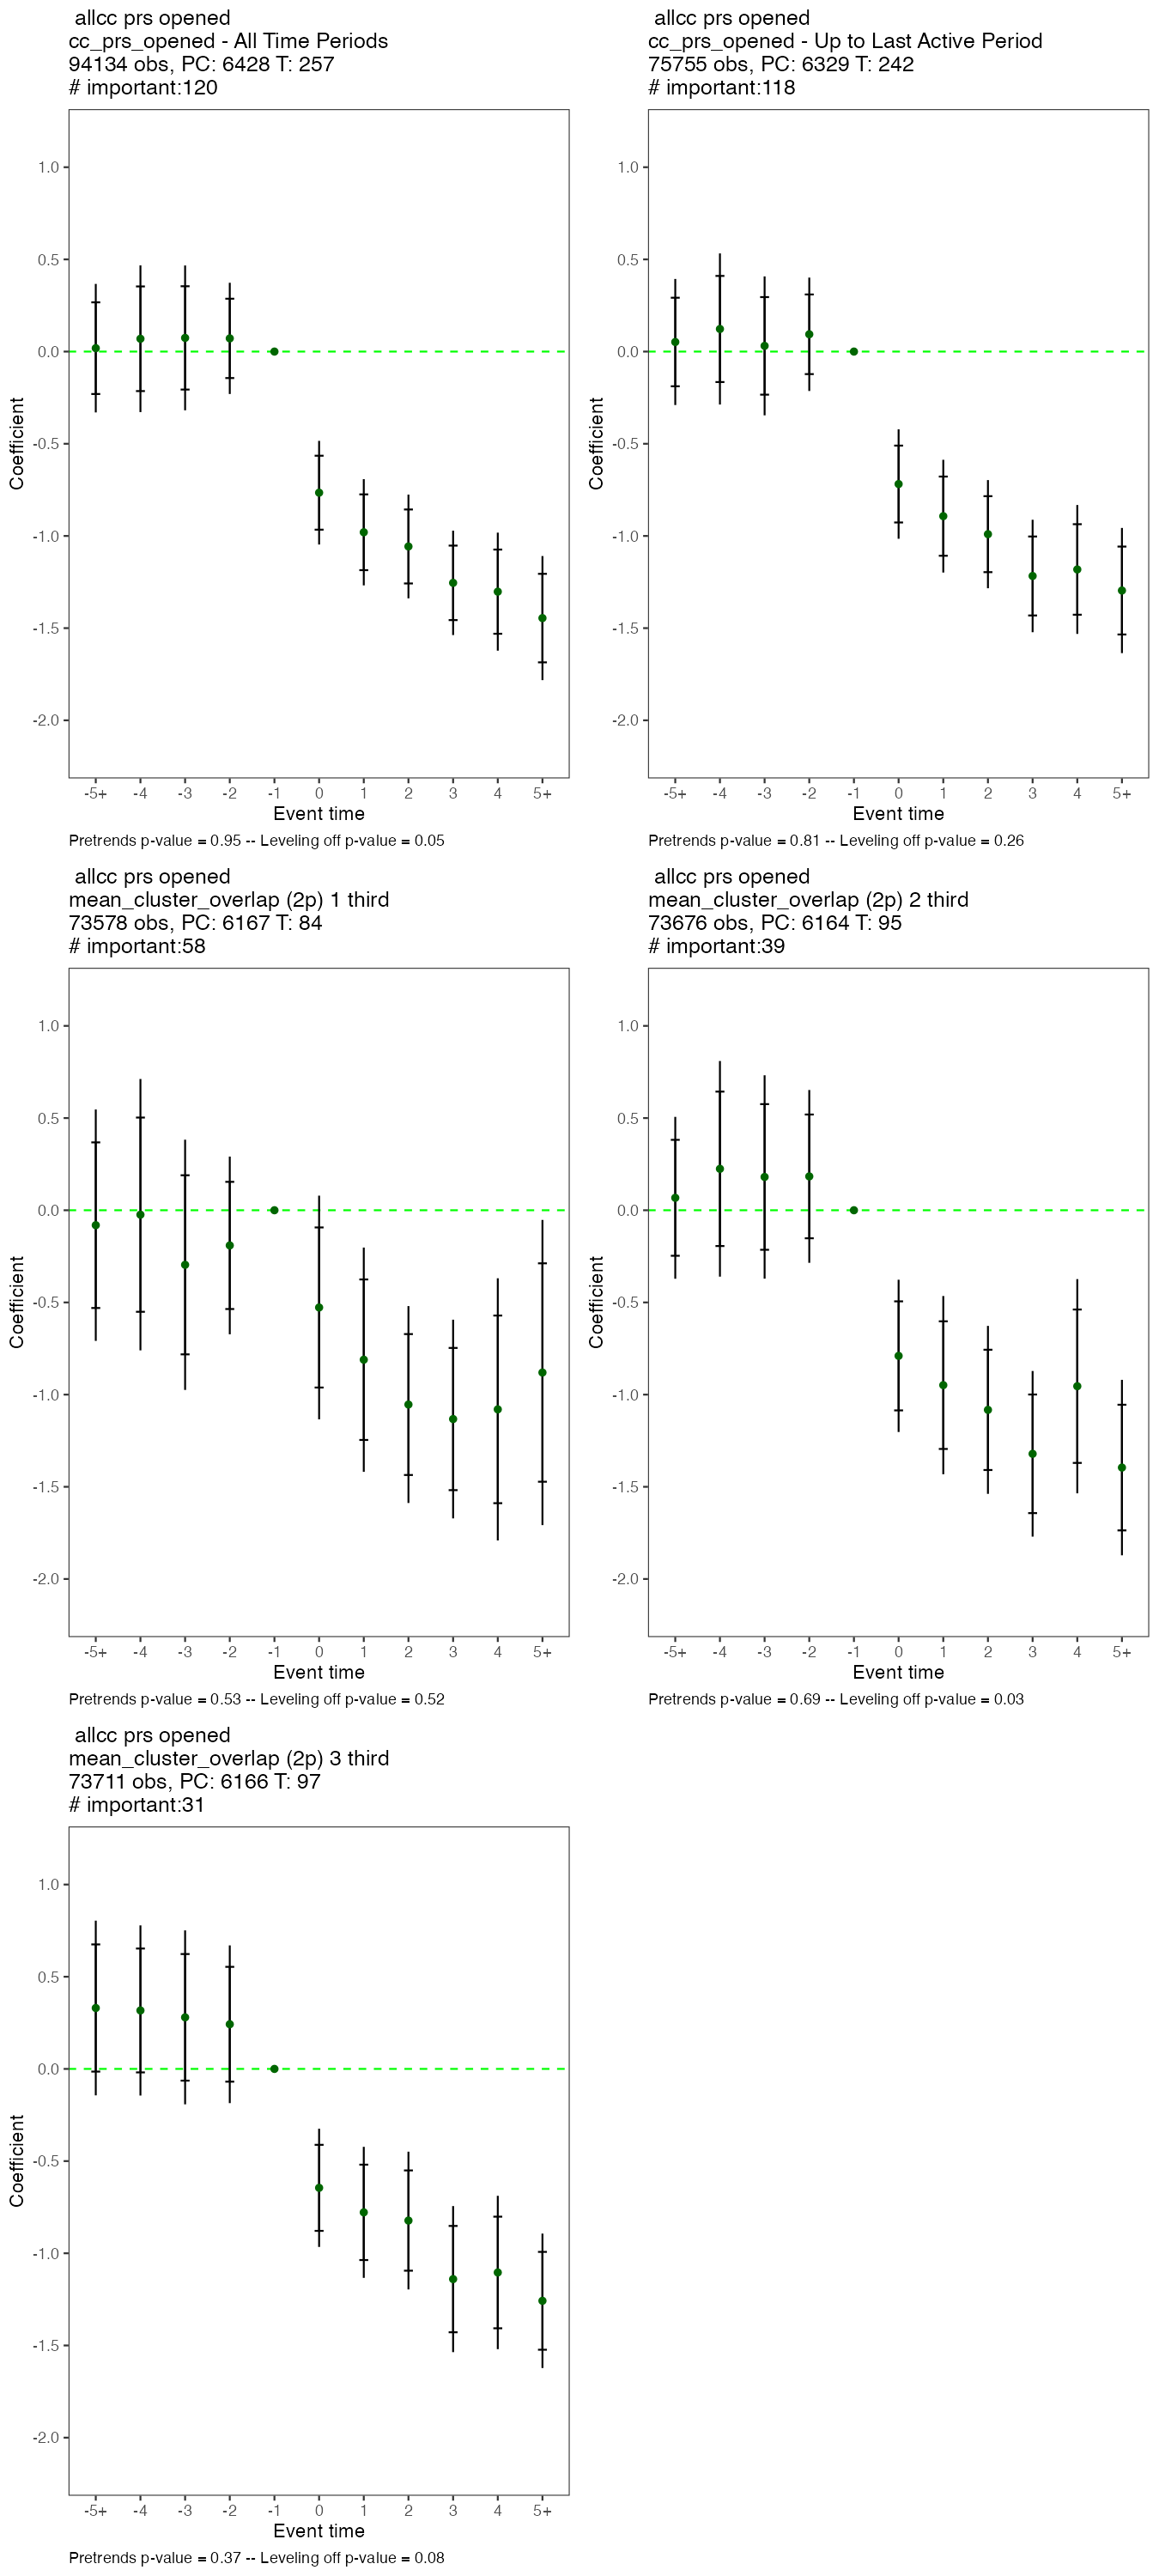 allcc prs opened
cc_prs_opened - All Time Periods
94134 obs, PC: 6428 T: 257
# important:120
1.0
0.5
0.0
-0.5
-1.0
-1.5
-2.0
Coefficient
-5+ -4 -3 -2 -1 0 1 2 3 4 5+
Event time
Pretrends p-value = 0.95 -- Leveling off p-value = 0.05
allcc prs opened
cc_prs_opened - Up to Last Active Period
75755 obs, PC: 6329 T: 242
# important:118
1.0
0.5
0.0
-0.5
-1.0
-1.5
-2.0
Coefficient
-5+ -4 -3 -2 -1 0 1 2 3 4 5+
Event time
Pretrends p-value = 0.81 -- Leveling off p-value = 0.26
allcc prs opened
mean_cluster_overlap (2p) 1 third
73578 obs, PC: 6167 T: 84
# important:58
1.0
0.5
0.0
-0.5
-1.0
-1.5
-2.0
Coefficient
-5+ -4 -3 -2 -1 0 1 2 3 4 5+
Event time
Pretrends p-value = 0.53 -- Leveling off p-value = 0.52
allcc prs opened
mean_cluster_overlap (2p) 2 third
73676 obs, PC: 6164 T: 95
# important:39
1.0
0.5
0.0
-0.5
-1.0
-1.5
-2.0
Coefficient
-5+ -4 -3 -2 -1 0 1 2 3 4 5+
Event time
Pretrends p-value = 0.69 -- Leveling off p-value = 0.03
allcc prs opened
mean_cluster_overlap (2p) 3 third
73711 obs, PC: 6166 T: 97
# important:31
1.0
0.5
0.0
-0.5
-1.0
-1.5
-2.0
Coefficient
-5+ -4 -3 -2 -1 0 1 2 3 4 5+
Event time
Pretrends p-value = 0.37 -- Leveling off p-value = 0.08